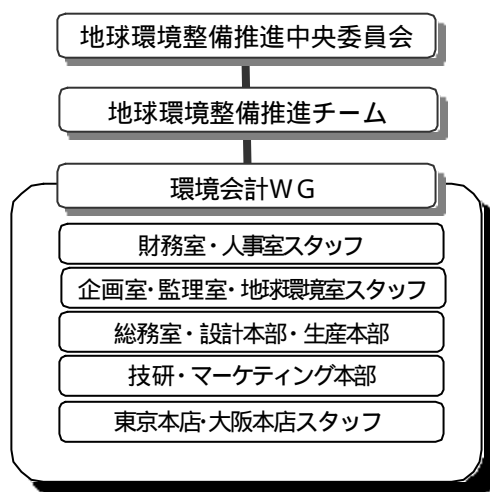 地球環境整備推進中央委員会
地球環境整備推進チーム
環境会計ＷＧ
財務室・人事室スタッフ
企画室・監理室・地球環境室スタッフ
総務室・設計本部・生産本部
技研・マーケティング本部
東京本店・大阪本店スタッフ